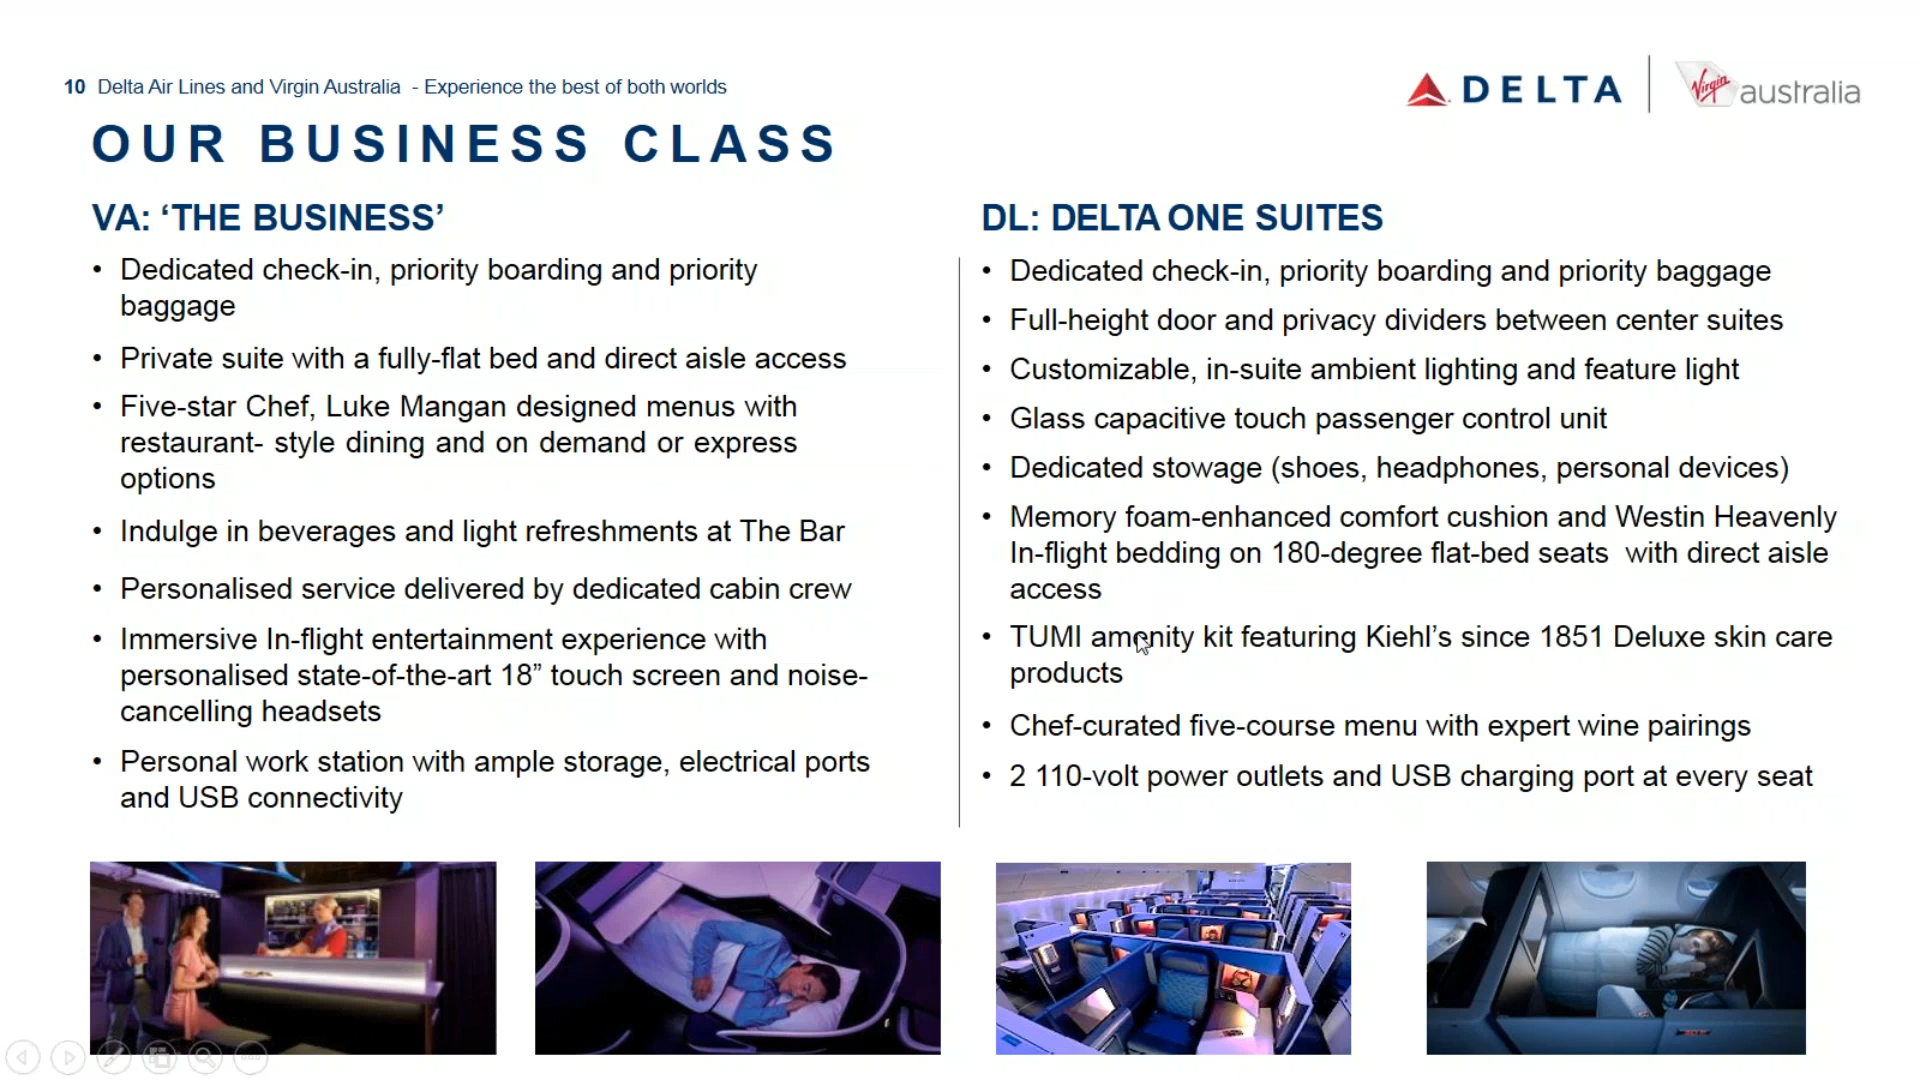 10 Delta Air Lines and Virgin Australia - Experience the best of both worlds
DELTA
Virgin australia
OUR BUSINESS CLASS
VA: ‘THE BUSINESS’
• Dedicated check-in, priority boarding and priority
baggage
• Private suite with a fully-flat bed and direct aisle access
• Five-star Chef, Luke Mangan designed menus with
restaurant- style dining and on demand or express
options
• Indulge in beverages and light refreshments at The Bar
• Personalised service delivered by dedicated cabin crew
• Immersive In-flight entertainment experience with
personalised state-of-the-art 18” touch screen and noise-
cancelling headsets
• Personal work station with ample storage, electrical ports
and USB connectivity
DL: DELTA ONE SUITES
• Dedicated check-in, priority boarding and priority baggage
• Full-height door and privacy dividers between center suites
• Customizable, in-suite ambient lighting and feature light
• Glass capacitive touch passenger control unit
• Dedicated stowage (shoes, headphones, personal devices)
• Memory foam-enhanced comfort cushion and Westin Heavenly
In-flight bedding on 180-degree flat-bed seats with direct aisle
access
• TUMI amenity kit featuring Kiehl’s since 1851 Deluxe skin care
products
• Chef-curated five-course menu with expert wine pairings
• 2 110-volt power outlets and USB charging port at every seat